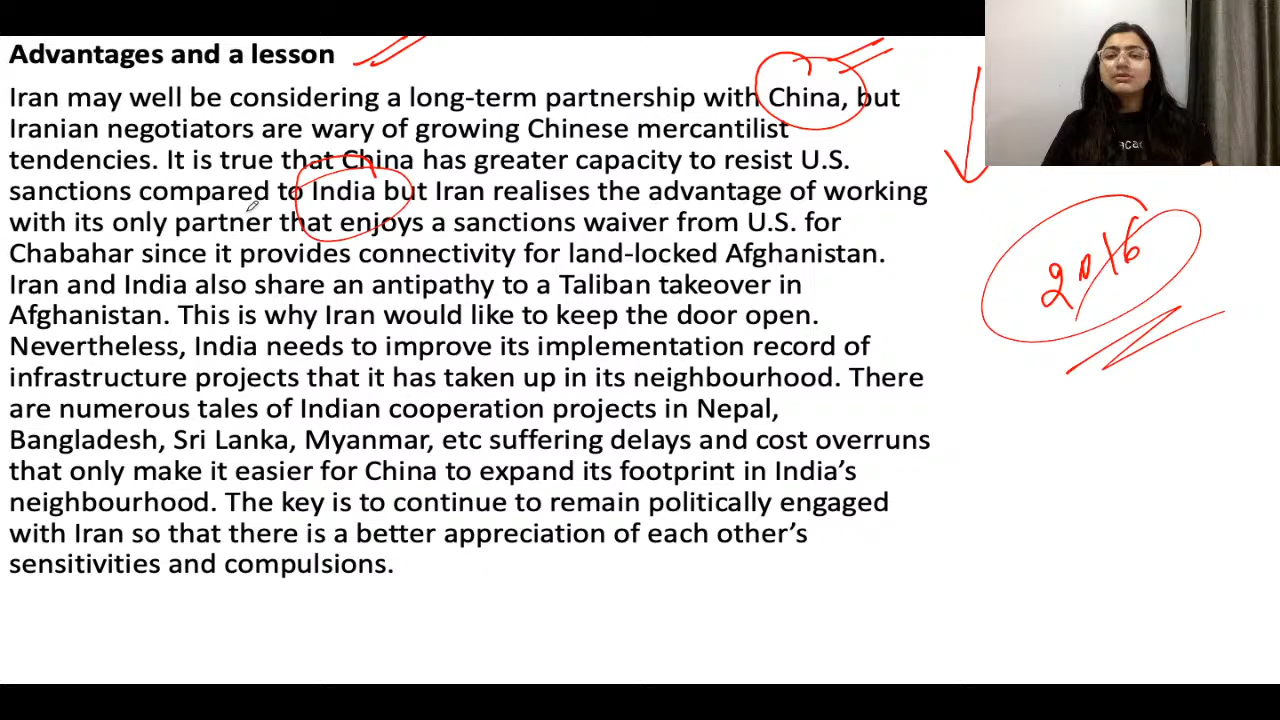 Advantages and a lesson
Iran may well be considering a long-term partnership with China, but
Iranian negotiators are wary of growing Chinese mercantilist
tendencies. It is true that China has greater capacity to resist U.S.
sanctions compared to India but Iran realises the advantage of working
with its only partner that enjoys a sanctions waiver from U.S. for
Chabahar since it provides connectivity for land-locked Afghanistan.
Iran and India also share an antipathy to a Taliban takeover in
Afghanistan. This is why Iran would like to keep the door open.
Nevertheless, India needs to improve its implementation record of
infrastructure projects that it has taken up in its neighbourhood. There
are numerous tales of Indian cooperation projects in Nepal,
Bangladesh, Sri Lanka, Myanmar, etc suffering delays and cost overruns
that only make it easier for China to expand its footprint in India's
neighbourhood. The key is to continue to remain politically engaged
with Iran so that there is a better appreciation of each other's
sensitivities and compulsions.
2016